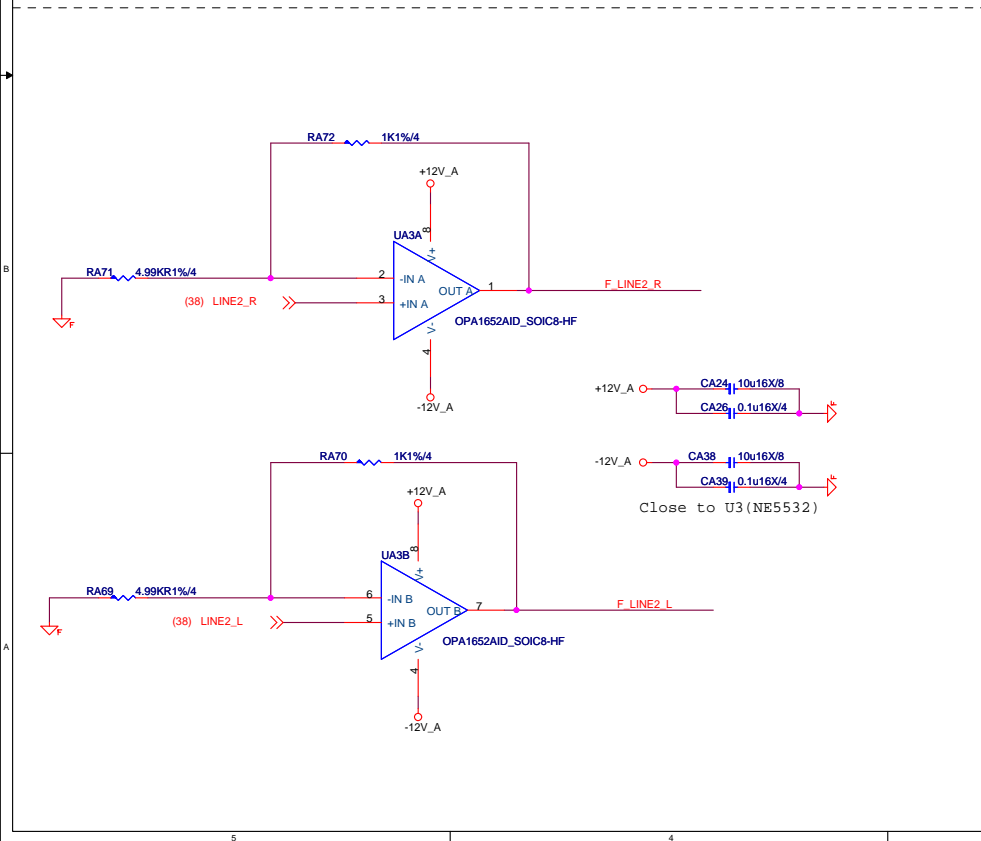 RA72 1K1%/4
+12V_A
8
UA3A
V+
B
RA71 4.99KR1%/4
2 -IN A
OUT A 1
F_LINE2_R
(38) LINE2_R
3 +IN A
V-
OPA1652AID_SOIC8-HF
F
4
-12V_A
+12V_A
CA24 10u16X/8
CA26 0.1u16X/4
F
RA70 1K1%/4
-12V_A
CA38 10u16X/8
CA39 0.1u16X/4
F
Close to U3(NE5532)
+12V_A
8
UA3B
V+
RA69 4.99KR1%/4
6 -IN B
OUT B 7
F_LINE2_L
(38) LINE2_L
5 +IN B
F
V-
OPA1652AID_SOIC8-HF
A
4
-12V_A
5
4